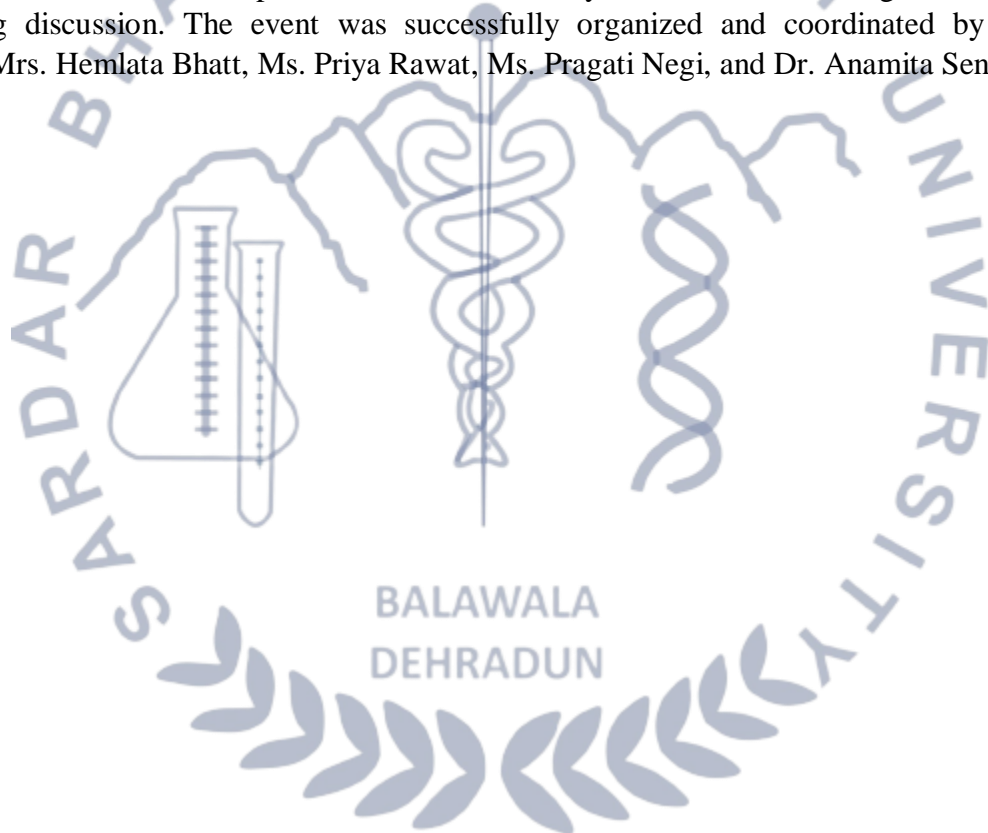 discussion. The event was successfully organized and coordinated by
Mrs. Hemlata Bhatt, Ms. Priya Rawat, Ms. Pragati Negi, and Dr. Anamita Sen
SARDAR BH
UNIVERSITY
BALAWALA
DEHRADUN